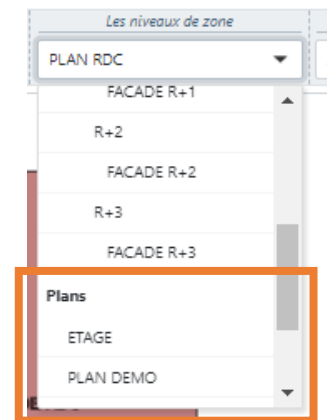 Les niveaux de zone
PLAN RDC
FACADE R+1
R+2
FACADE R+2
R+3
FACADE R+3
Plans
ETAGE
PLAN DEMO